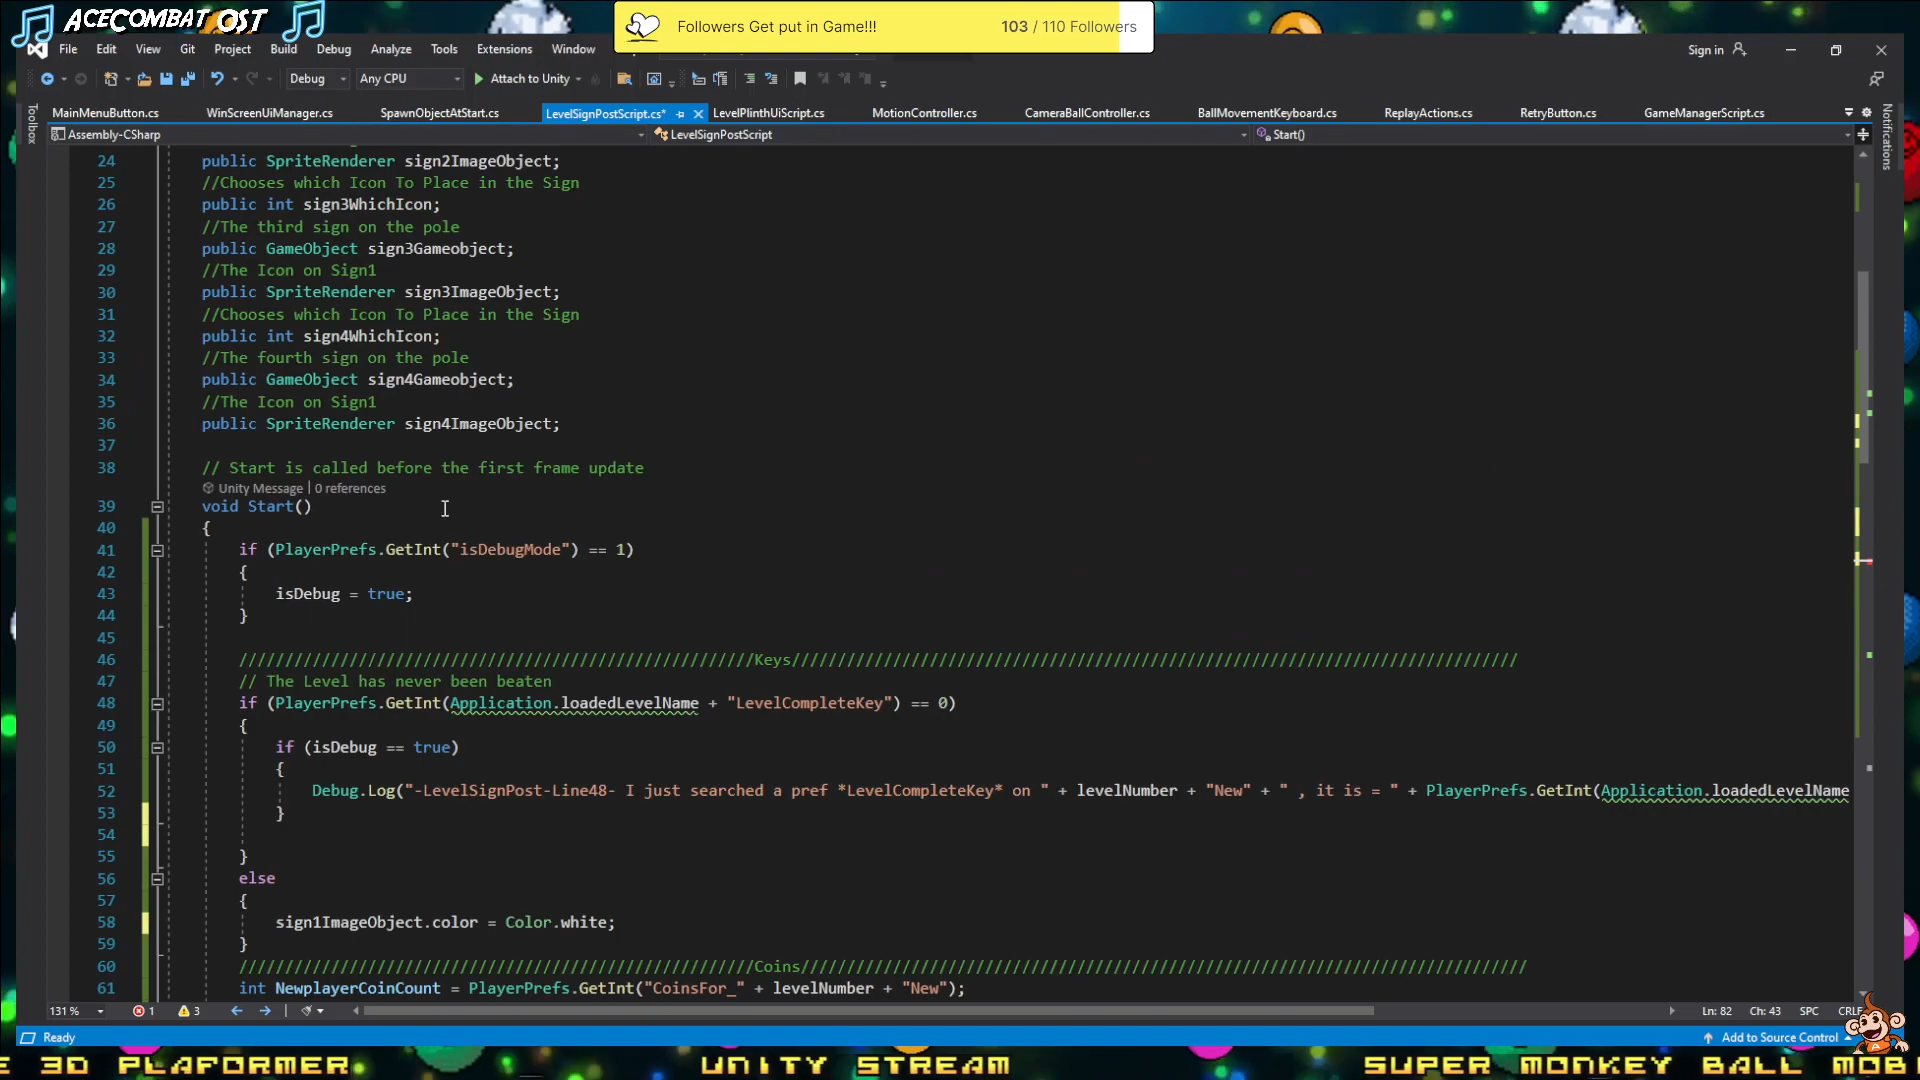 ACECOMBAT OST
Followers Get put in Game!!! 103 / 110 Followers
File Edit View Git Project Build Debug Analyze Tools Extensions Window Sign in
Debug Any CPU Attach to Unity
MainMenuButton.cs WinScreenUiManager.cs SpawnObjectAtStart.cs LevelSignPostScript.cs* LevelPlinthUiScript.cs MotionController.cs CameraBallController.cs BallMovementKeyboard.cs ReplayActions.cs RetryButton.cs GameManagerScript.cs
Toolbox
Notifications
Assembly-CSharp LevelSignPostScript Start()
24 public SpriteRenderer sign2ImageObject;
25 //Chooses which Icon To Place in the Sign
26 public int sign3WhichIcon;
27 //The third sign on the pole
28 public GameObject sign3Gameobject;
29 //The Icon on Sign1
30 public SpriteRenderer sign3ImageObject;
31 //Chooses which Icon To Place in the Sign
32 public int sign4WhichIcon;
33 //The fourth sign on the pole
34 public GameObject sign4Gameobject;
35 //The Icon on Sign1
36 public SpriteRenderer sign4ImageObject;
37
38 // Start is called before the first frame update
Unity Message | 0 references
39 void Start()
40 {
41 if (PlayerPrefs.GetInt("isDebugMode") == 1)
42 {
43 isDebug = true;
44 }
45
46 ////////////////////////////////////////////////////////Keys///////////////////////////////////////////////////////////////////////////////
47 // The Level has never been beaten
48 if (PlayerPrefs.GetInt(Application.loadedLevelName + "LevelCompleteKey") == 0)
49 {
50 if (isDebug == true)
51 {
52 Debug.Log("-LevelSignPost-Line48- I just searched a pref *LevelCompleteKey* on " + levelNumber + "New" + " , it is = " + PlayerPrefs.GetInt(Application.loadedLevelName
53 }
54
55 }
56 else
57 {
58 sign1ImageObject.color = Color.white;
59 }
60 ////////////////////////////////////////////////////////Coins///////////////////////////////////////////////////////////////////////////////
61 int NewplayerCoinCount = PlayerPrefs.GetInt("CoinsFor_" + levelNumber + "New");
131 % 1 3 Ln: 82 Ch: 43 SPC CRLF
Ready Add to Source Control
E 3D PLAFORMER UNITY STREAM SUPER MONKEY BALL MOB